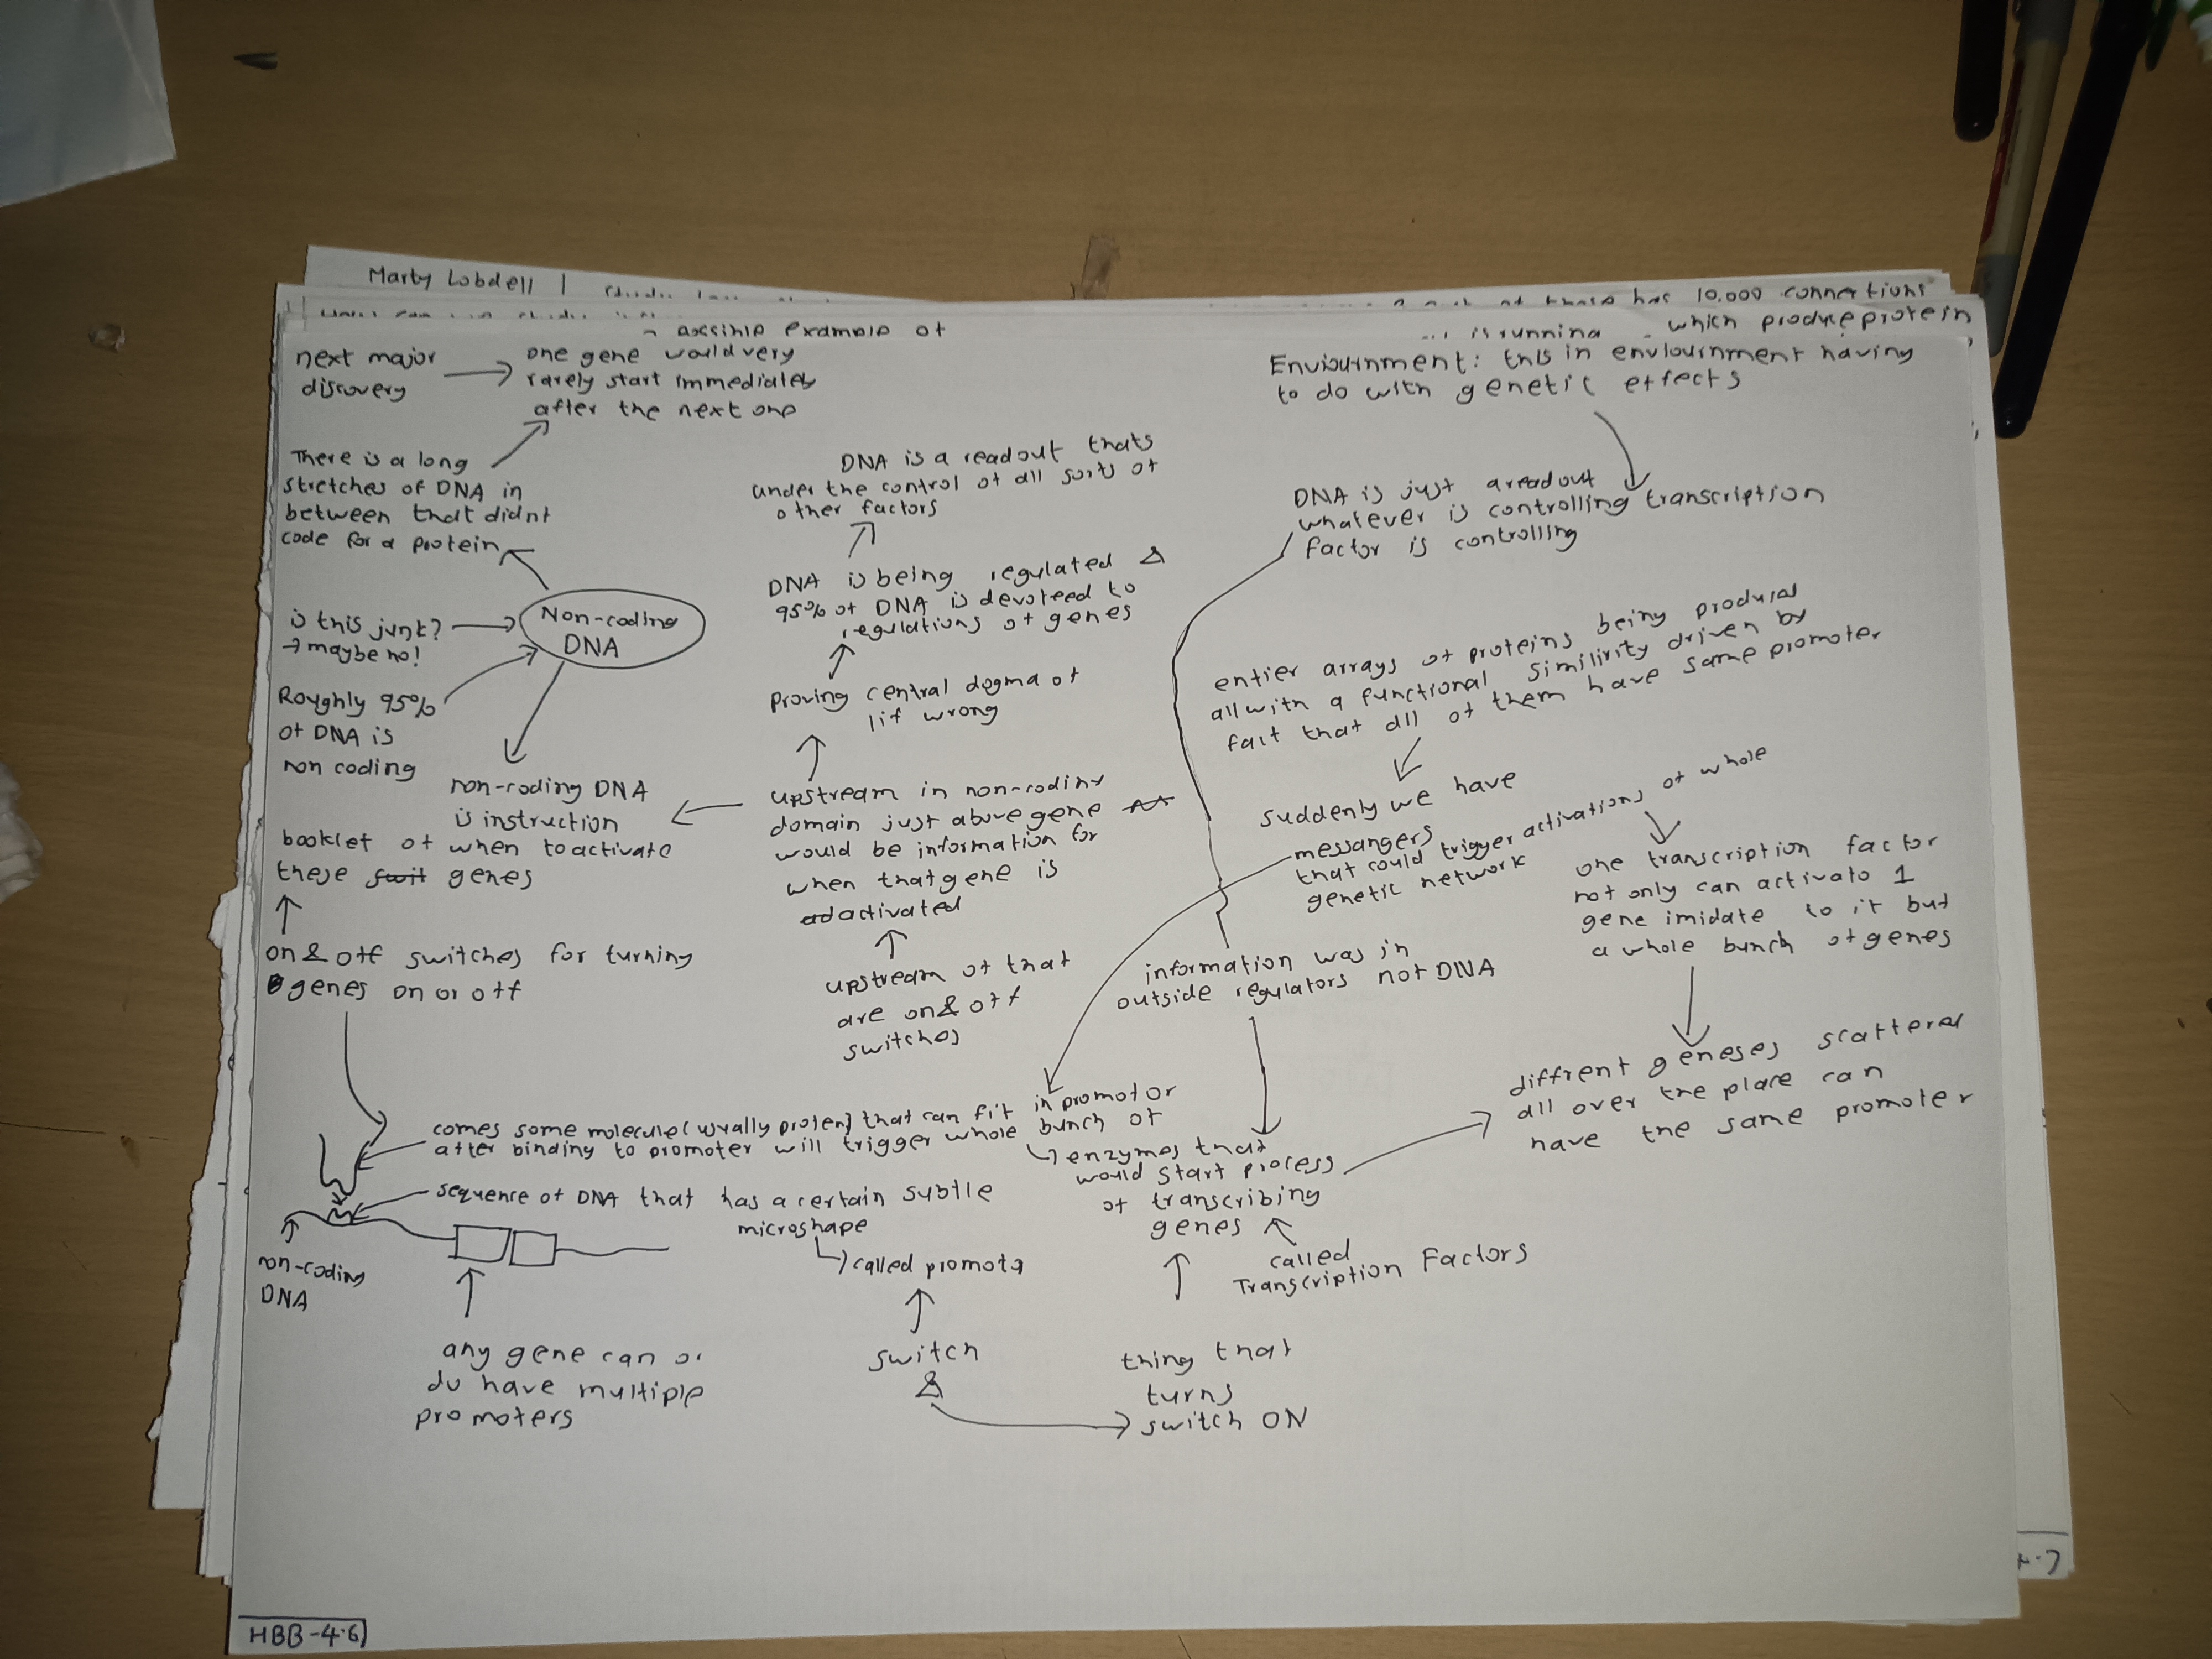 Marty Lobdell |
has 10,000 connections
assible example of
is running
which produce protein
next major
discovery
one gene would very
rarely start immediately
after the next one
There is a long
stretches of DNA in
between that didnt
code for a protein
is this junk?
→ maybe no!
Non-coding
DNA
Roughly 95%
of DNA is
non coding
non-coding DNA
is instruction
booklet of when to activate
these genes
on & off switches for turning
genes on or off
DNA is a readout thats
under the control of all sorts of
other factors
DNA is being regulated &
95% of DNA is devoteed to
regulations of genes
Proving central dogma of
lif wrong
upstream in non-coding
domain just above gene
would be information for
when that gene is
activated
upstream of that
are on & off
switches
Enviournment: this in enviournment having
to do with genetic effects
DNA is just a readout
whatever is controlling transcription
factor is controlling
entier arrays of proteins being produced
all with a functional similirity driven by
fact that all of them have same promoter
suddenly we have
messangers
that could trigger activations of whole
genetic network
one transcription factor
not only can activate 1
gene imidate to it but
a whole bunch of genes
information was in
outside regulators not DNA
diffrent geneses scattered
all over the place can
have the same promoter
comes some molecule (usually protein) that can fit in promotor
after binding to promoter will trigger whole bunch of
enzymes that
would start process
of transcribing
genes
called
Transcription Factors
sequence of DNA that has a certain subtle
microshape
called promoter
non-coding
DNA
any gene can or
do have multiple
promoters
switch
&
thing that
turns
switch ON
HBB-4.6